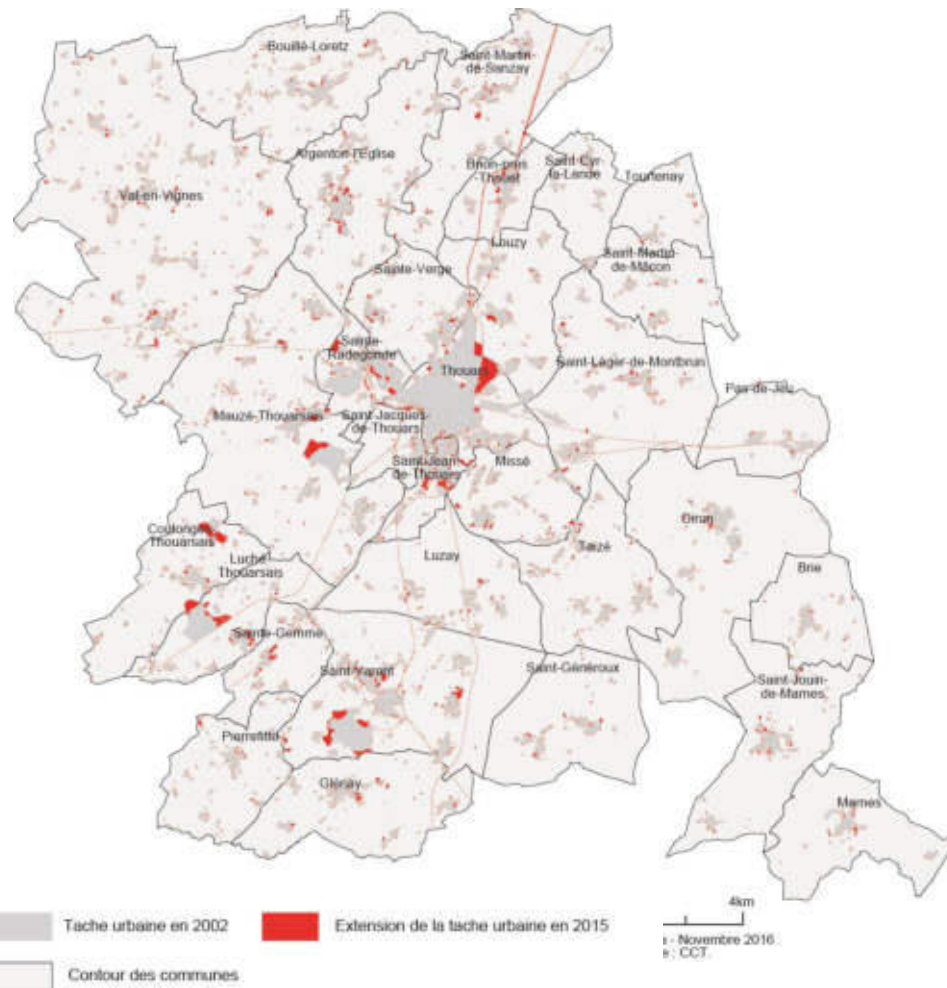 Bouillé-Loretz
Saint-Martin-
de-Sanzay
Argenton-l'Eglise
Brion-près-
Thouet
Saint-Cyr
la-Lande
Tourtenay
Val-en-Vignes
Louzy
Saint-Martin-
de-Mâcon
Sainte-Verge
Sainte-
Radegonde
Thouars
Saint-Léger-de-Montbrun
Pas-de-Jeu
Mauzé-Thouarsais
Saint-Jacques-
de-Thouars
Saint-Jean-
de-Thouars
Missé
Coulonges-
Thouarsais
Luché-
Thouarsais
Luzay
Taizé
Oiron
Brie
Sainte-Gemme
Saint-Varent
Saint-Généroux
Saint-Jouin-
de-Marnes
Pierrefitte
Glénay
Marnes
4km
Tache urbaine en 2002
Extension de la tache urbaine en 2015
- Novembre 2016
: CCT.
Contour des communes